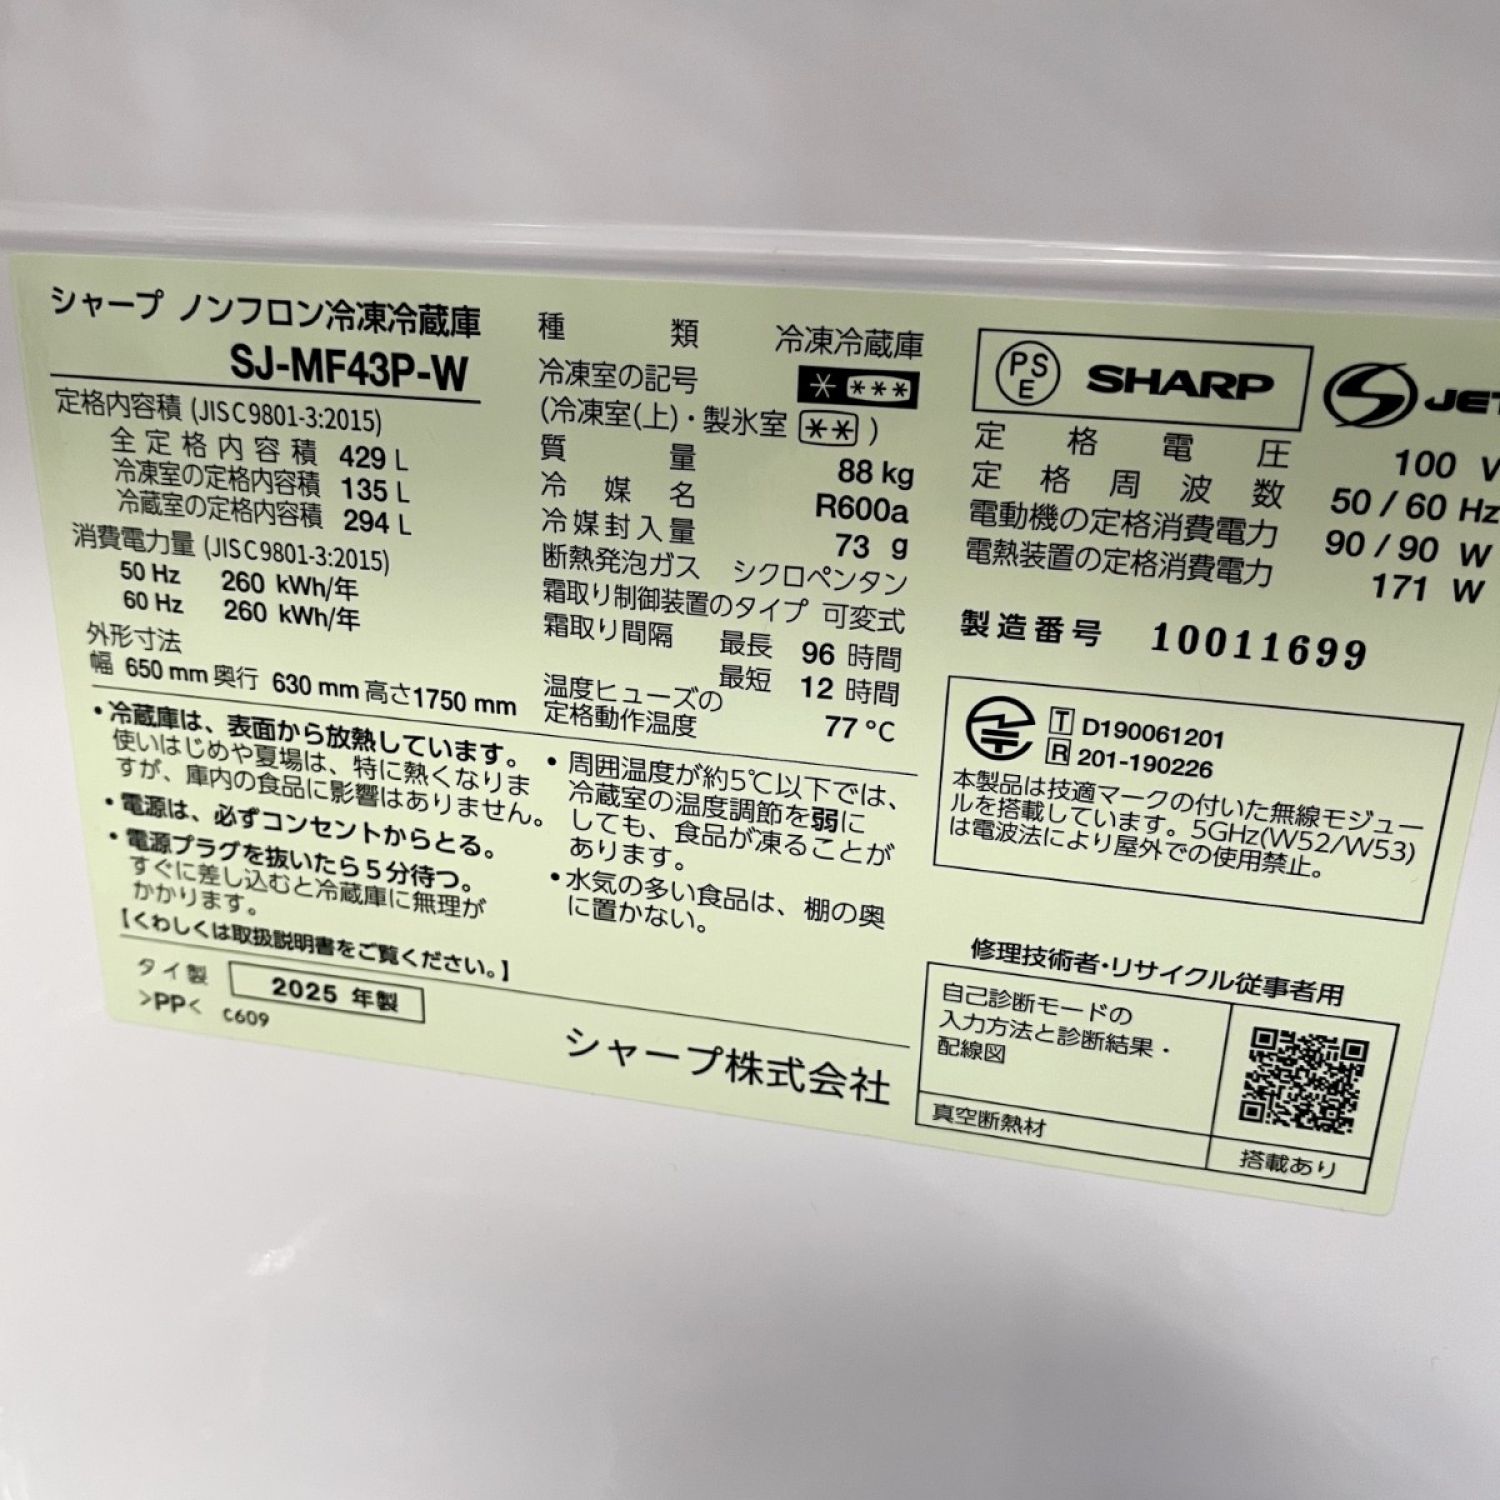 シャープ ノンフロン冷凍冷蔵庫
SJ-MF43P-W
定格内容積 (JIS C 9801-3:2015)
全定格内容積 429 L
冷凍室の定格内容積 135 L
冷蔵室の定格内容積 294 L
消費電力量 (JIS C 9801-3:2015)
50 Hz 260 kWh/年
60 Hz 260 kWh/年
外形寸法
幅 650 mm 奥行 630 mm 高さ1750 mm
種類 冷凍冷蔵庫
冷凍室の記号 * ***
(冷凍室(上)・製氷室 ** )
質量 88 kg
冷媒名 R600a
冷媒封入量 73 g
断熱発泡ガス シクロペンタン
霜取り制御装置のタイプ 可変式
霜取り間隔 最長 96 時間
最短 12 時間
温度ヒューズの
定格動作温度 77 ℃
PSE SHARP JET
定格電圧 100 V
定格周波数 50 / 60 Hz
電動機の定格消費電力 90 / 90 W
電熱装置の定格消費電力 171 W
製造番号 10011699
T D190061201
R 201-190226
本製品は技適マークの付いた無線モジュー
ルを搭載しています。5GHz(W52/W53)
は電波法により屋外での使用禁止。
• 冷蔵庫は、表面から放熱しています。
使いはじめや夏場は、特に熱くなりま
すが、庫内の食品に影響はありません。
• 電源は、必ずコンセントからとる。
• 電源プラグを抜いたら5分待つ。
すぐに差し込むと冷蔵庫に無理が
かかります。
【くわしくは取扱説明書をご覧ください。】
• 周囲温度が約5℃以下では、
冷蔵室の温度調節を弱に
しても、食品が凍ることが
あります。
• 水気の多い食品は、棚の奥
に置かない。
タイ製 2025 年製
>PP< C609
シャープ株式会社
修理技術者・リサイクル従事者用
自己診断モードの
入力方法と診断結果・
配線図
真空断熱材 搭載あり